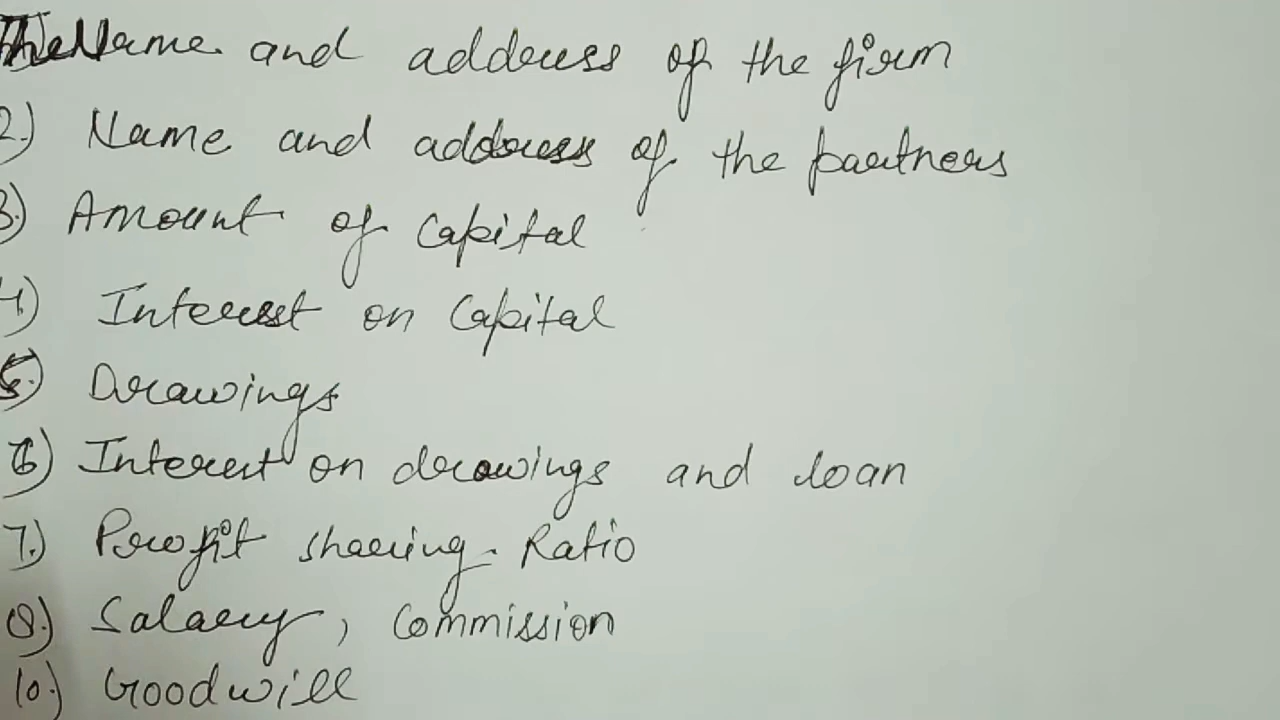 The Name and address of the firm
2.) Name and address of the partners
3.) Amount of Capital
4.) Interest on Capital
5.) Drawings
6) Interest on drawings and loan
7.) Profit sharing Ratio
8.) Salary, Commission
10.) Goodwill